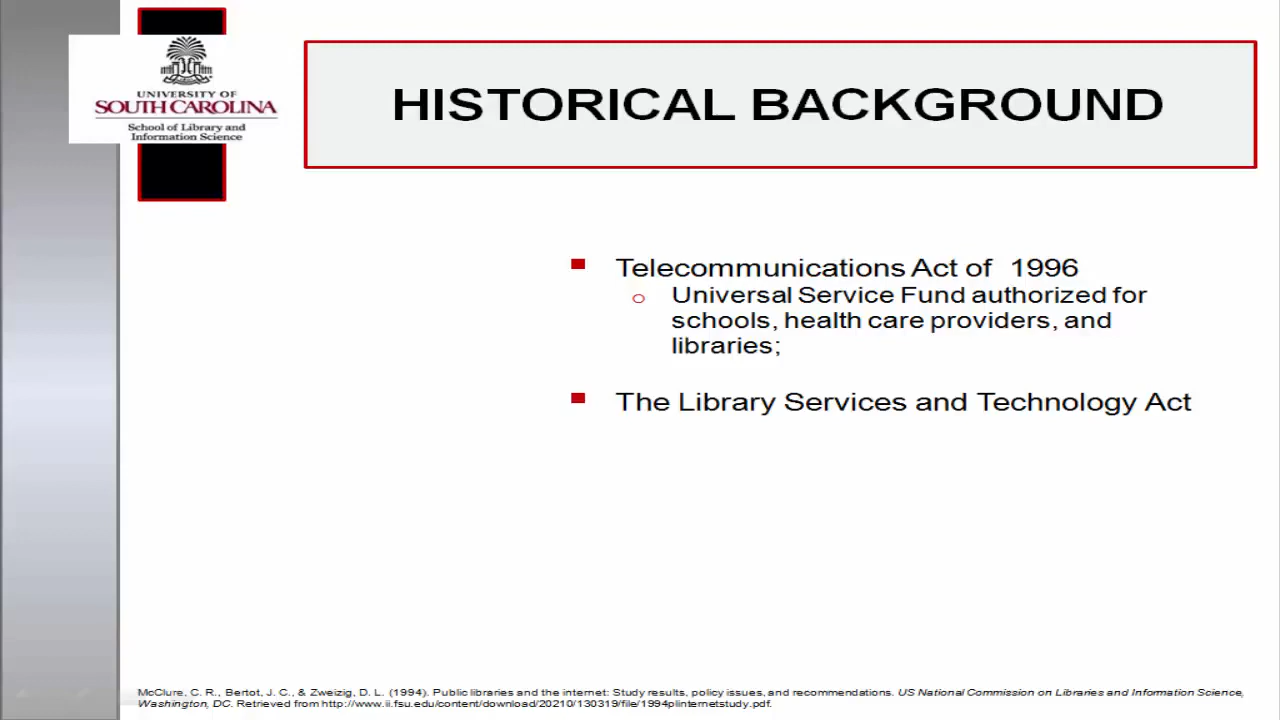 UNIVERSITY OF
SOUTH CAROLINA
School of Library and
Information Science
HISTORICAL BACKGROUND
Telecommunications Act of 1996
Universal Service Fund authorized for
schools, health care providers, and
libraries;
The Library Services and Technology Act
McClure, C. R., Bertot, J. C., & Zweizig, D. L. (1994). Public libraries and the internet: Study results, policy issues, and recommendations. US National Commission on Libraries and Information Science,
Washington, DC. Retrieved from http://www.ii.fsu.edu/content/download/20210/130319/file/1994plinternetstudy.pdf.